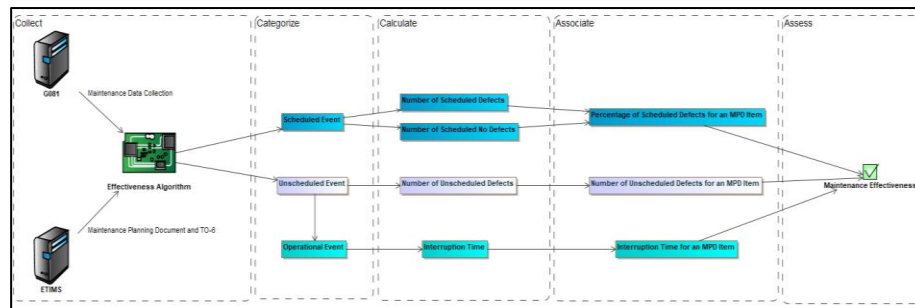 Collect
Categorize
Calculate
Associate
Assess
G081
Maintenance Data Collection
Number of Scheduled Defects
Scheduled Event
Percentage of Scheduled Defects for an MPD Item
Number of Scheduled No Defects
Effectiveness Algorithm
Unscheduled Event
Number of Unscheduled Defects
Number of Unscheduled Defects for an MPD Item
Maintenance Effectiveness
Maintenance Planning Document and TO-6
Operational Event
Interruption Time
Interruption Time for an MPD Item
ETIMS